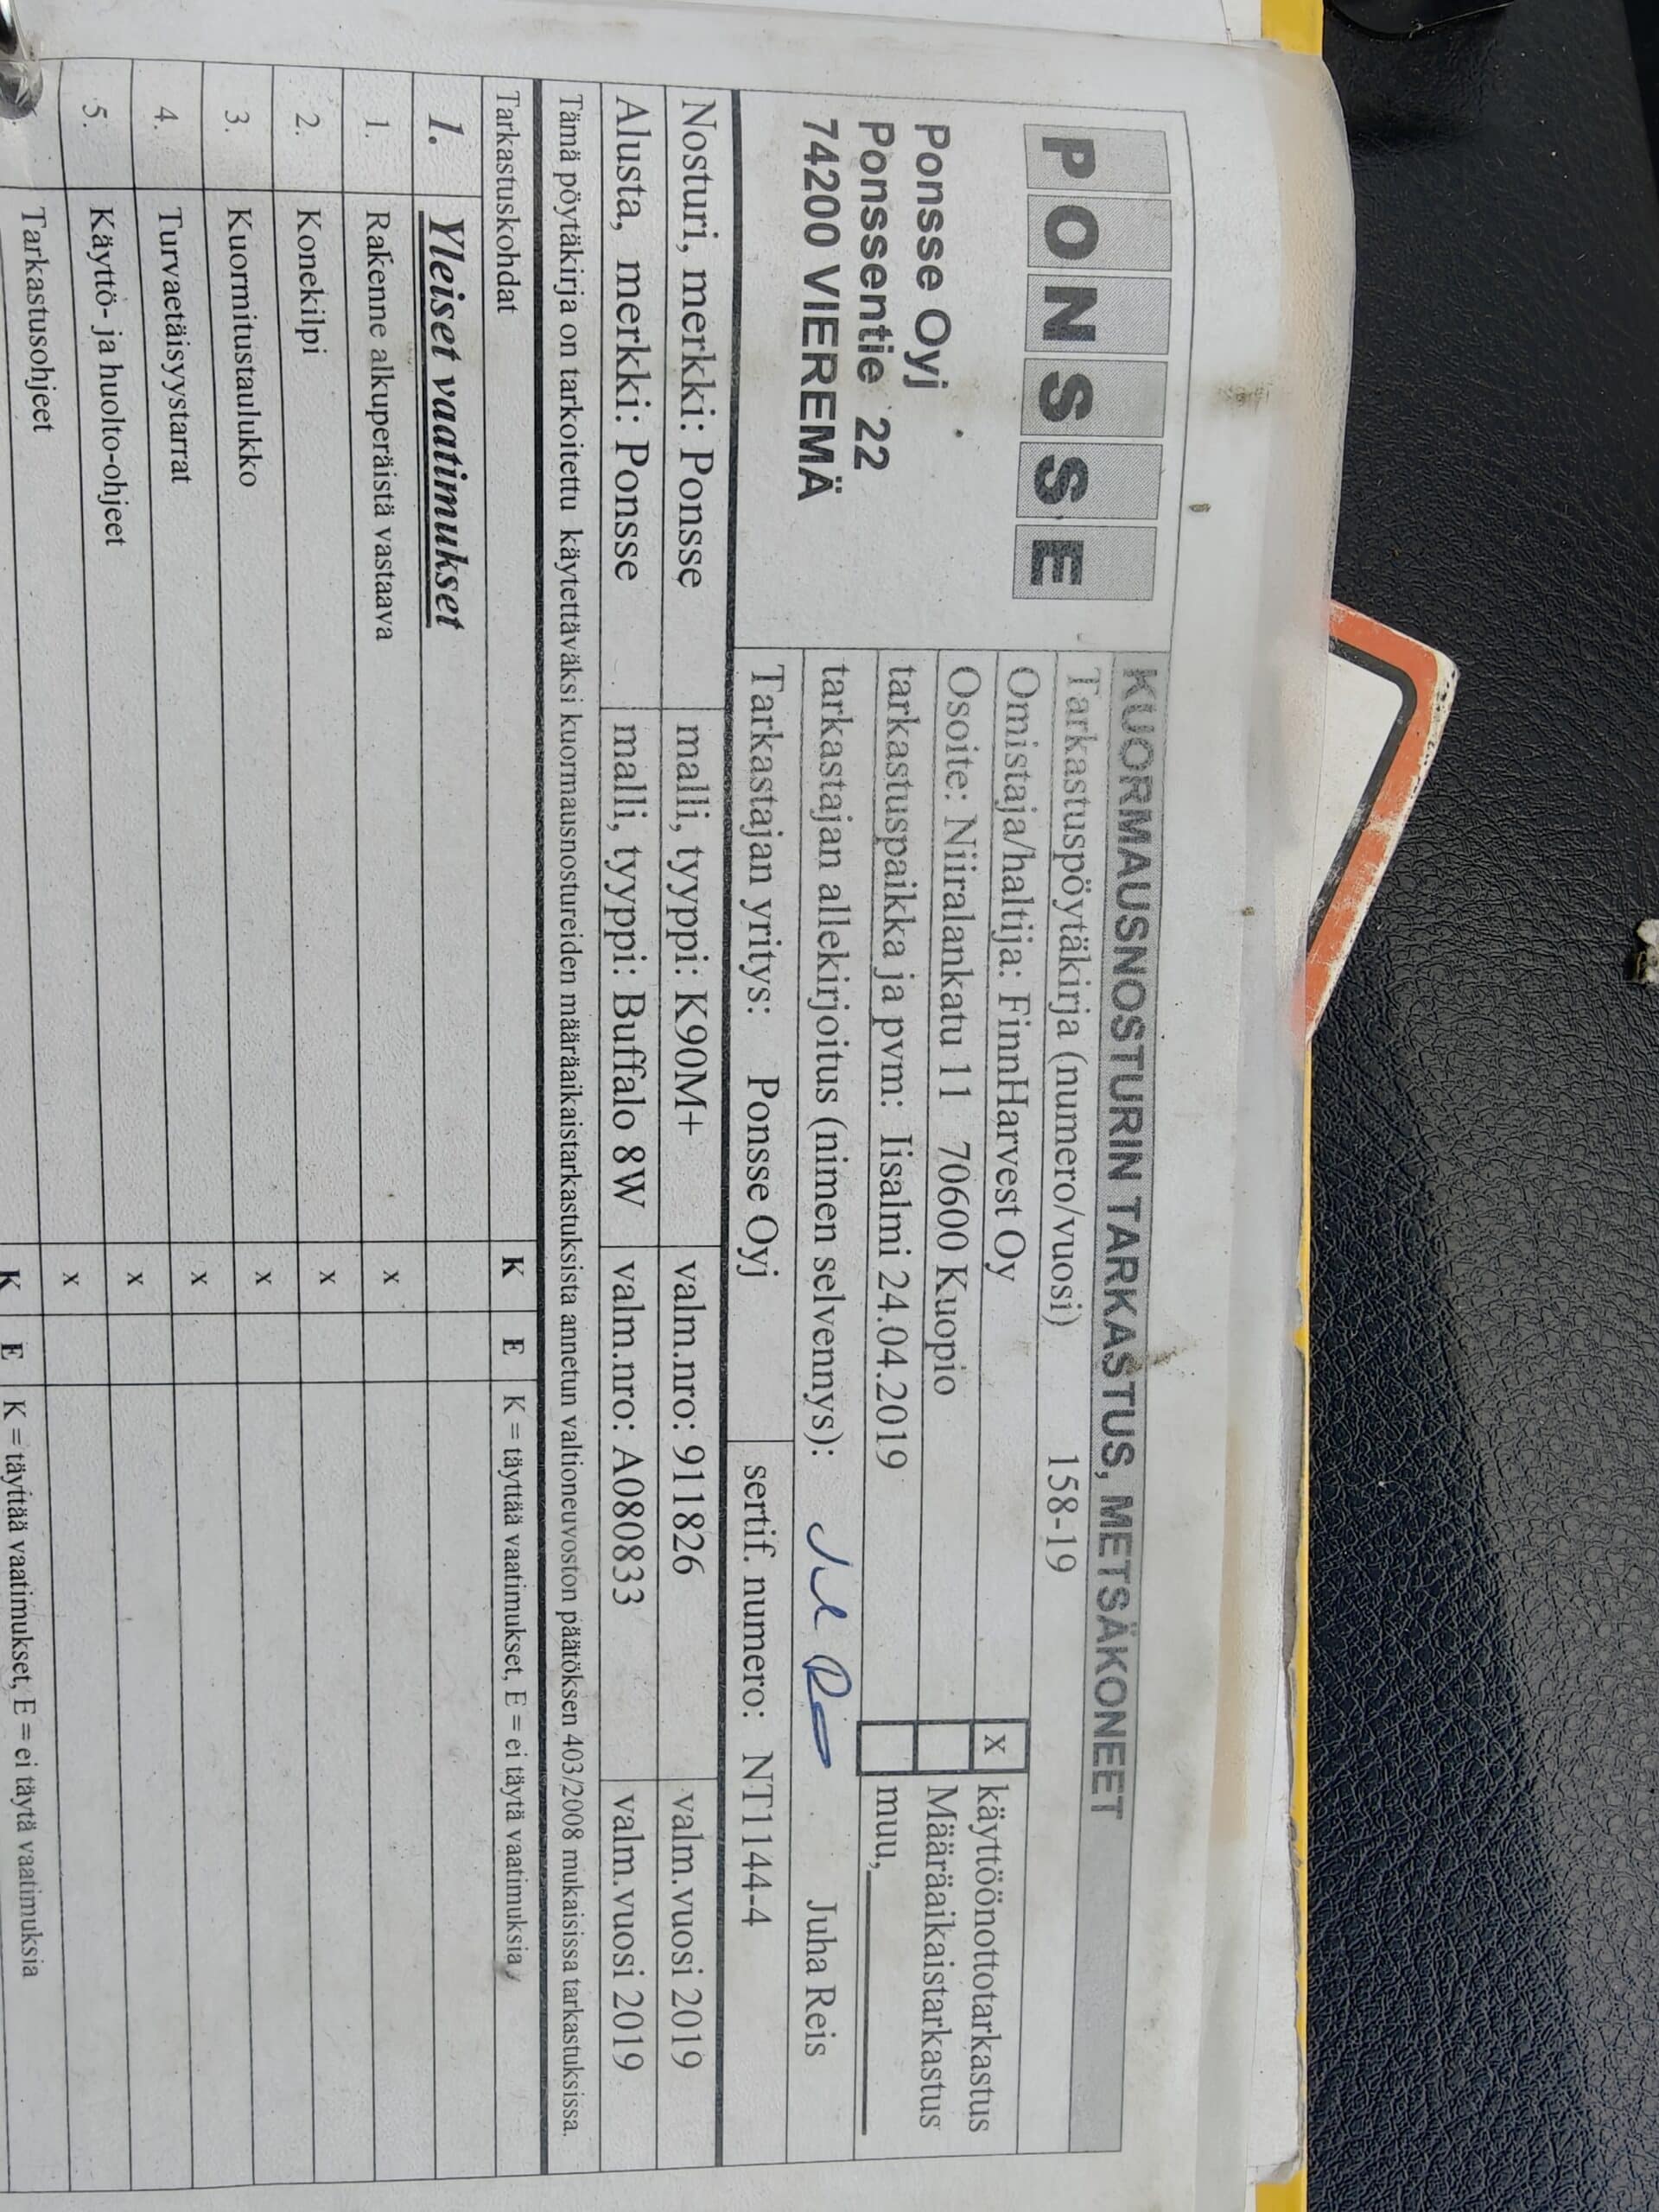 PONSSE
Ponsse Oyj
Ponssentie 22
74200 VIEREMÄ
KUORMAUSNOSTURIN TARKASTUS, METSÄKONEET
Tarkastuspöytäkirja (numero/vuosi) 158-19
Omistaja/haltija: FinnHarvest Oy
x käyttöönottotarkastus
Osoite: Niiralankatu 11 70600 Kuopio
Määräaikaistarkastus
tarkastuspaikka ja pvm: Iisalmi 24.04.2019
muu,
tarkastajan allekirjoitus (nimen selvennys): Juha Reis
Tarkastajan yritys: Ponsse Oyj sertif. numero: NT1144-4
Nosturi, merkki: Ponsse malli, tyyppi: K90M+ valm.nro: 911826 valm.vuosi 2019
Alusta, merkki: Ponsse malli, tyyppi: Buffalo 8W valm.nro: A080833 valm.vuosi 2019
Tämä pöytäkirja on tarkoitettu käytettäväksi kuormausnostureiden määräaikaistarkastuksista annetun valtioneuvoston päätöksen 403/2008 mukaisissa tarkastuksissa.
Tarkastuskohdat K E K = täyttää vaatimukset, E = ei täytä vaatimuksia
1. Yleiset vaatimukset
1. Rakenne alkuperäistä vastaava x
2. Konekilpi x
3. Kuormitustaulukko x
4. Turvaetäisyystarrat x
5. Käyttö- ja huolto-ohjeet x
Tarkastusohjeet x
K E K = täyttää vaatimukset, E = ei täytä vaatimuksia